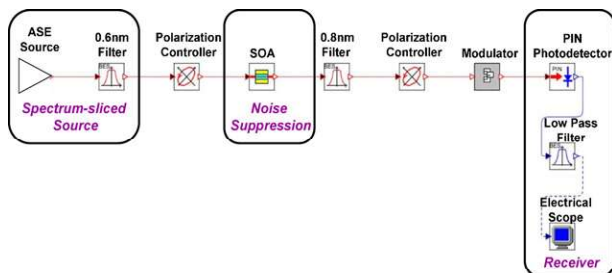 ASE
Source
0.6nm
Filter
Spectrum-sliced
Source
Polarization
Controller
SOA
Noise
Suppression
0.8nm
Filter
Polarization
Controller
Modulator
PIN
Photodetector
PIN
Low Pass
Filter
Electrical
Scope
Receiver